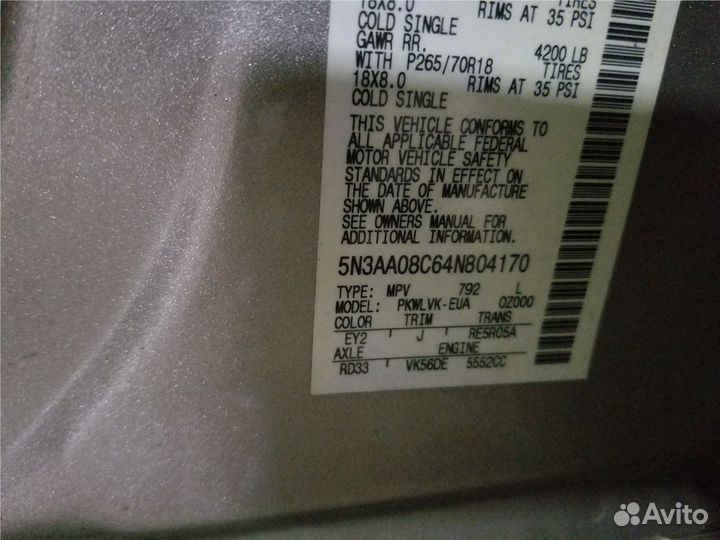 18X8.0 RIMS AT 35 PSI
COLD SINGLE
GAWR RR. 4200 LB
WITH P265/70R18 TIRES
18X8.0 RIMS AT 35 PSI
COLD SINGLE
THIS VEHICLE CONFORMS TO
ALL APPLICABLE FEDERAL
MOTOR VEHICLE SAFETY
STANDARDS IN EFFECT ON
THE DATE OF MANUFACTURE
SHOWN ABOVE.
SEE OWNERS MANUAL FOR
ADDITIONAL INFORMATION
5N3AA08C64N804170
TYPE: MPV 792 L
MODEL: PKWLVK-EUA OZ000
COLOR TRIM TRANS
EY2 J RE5R05A
AXLE ENGINE
RD33 VK56DE 5552CC
Avito